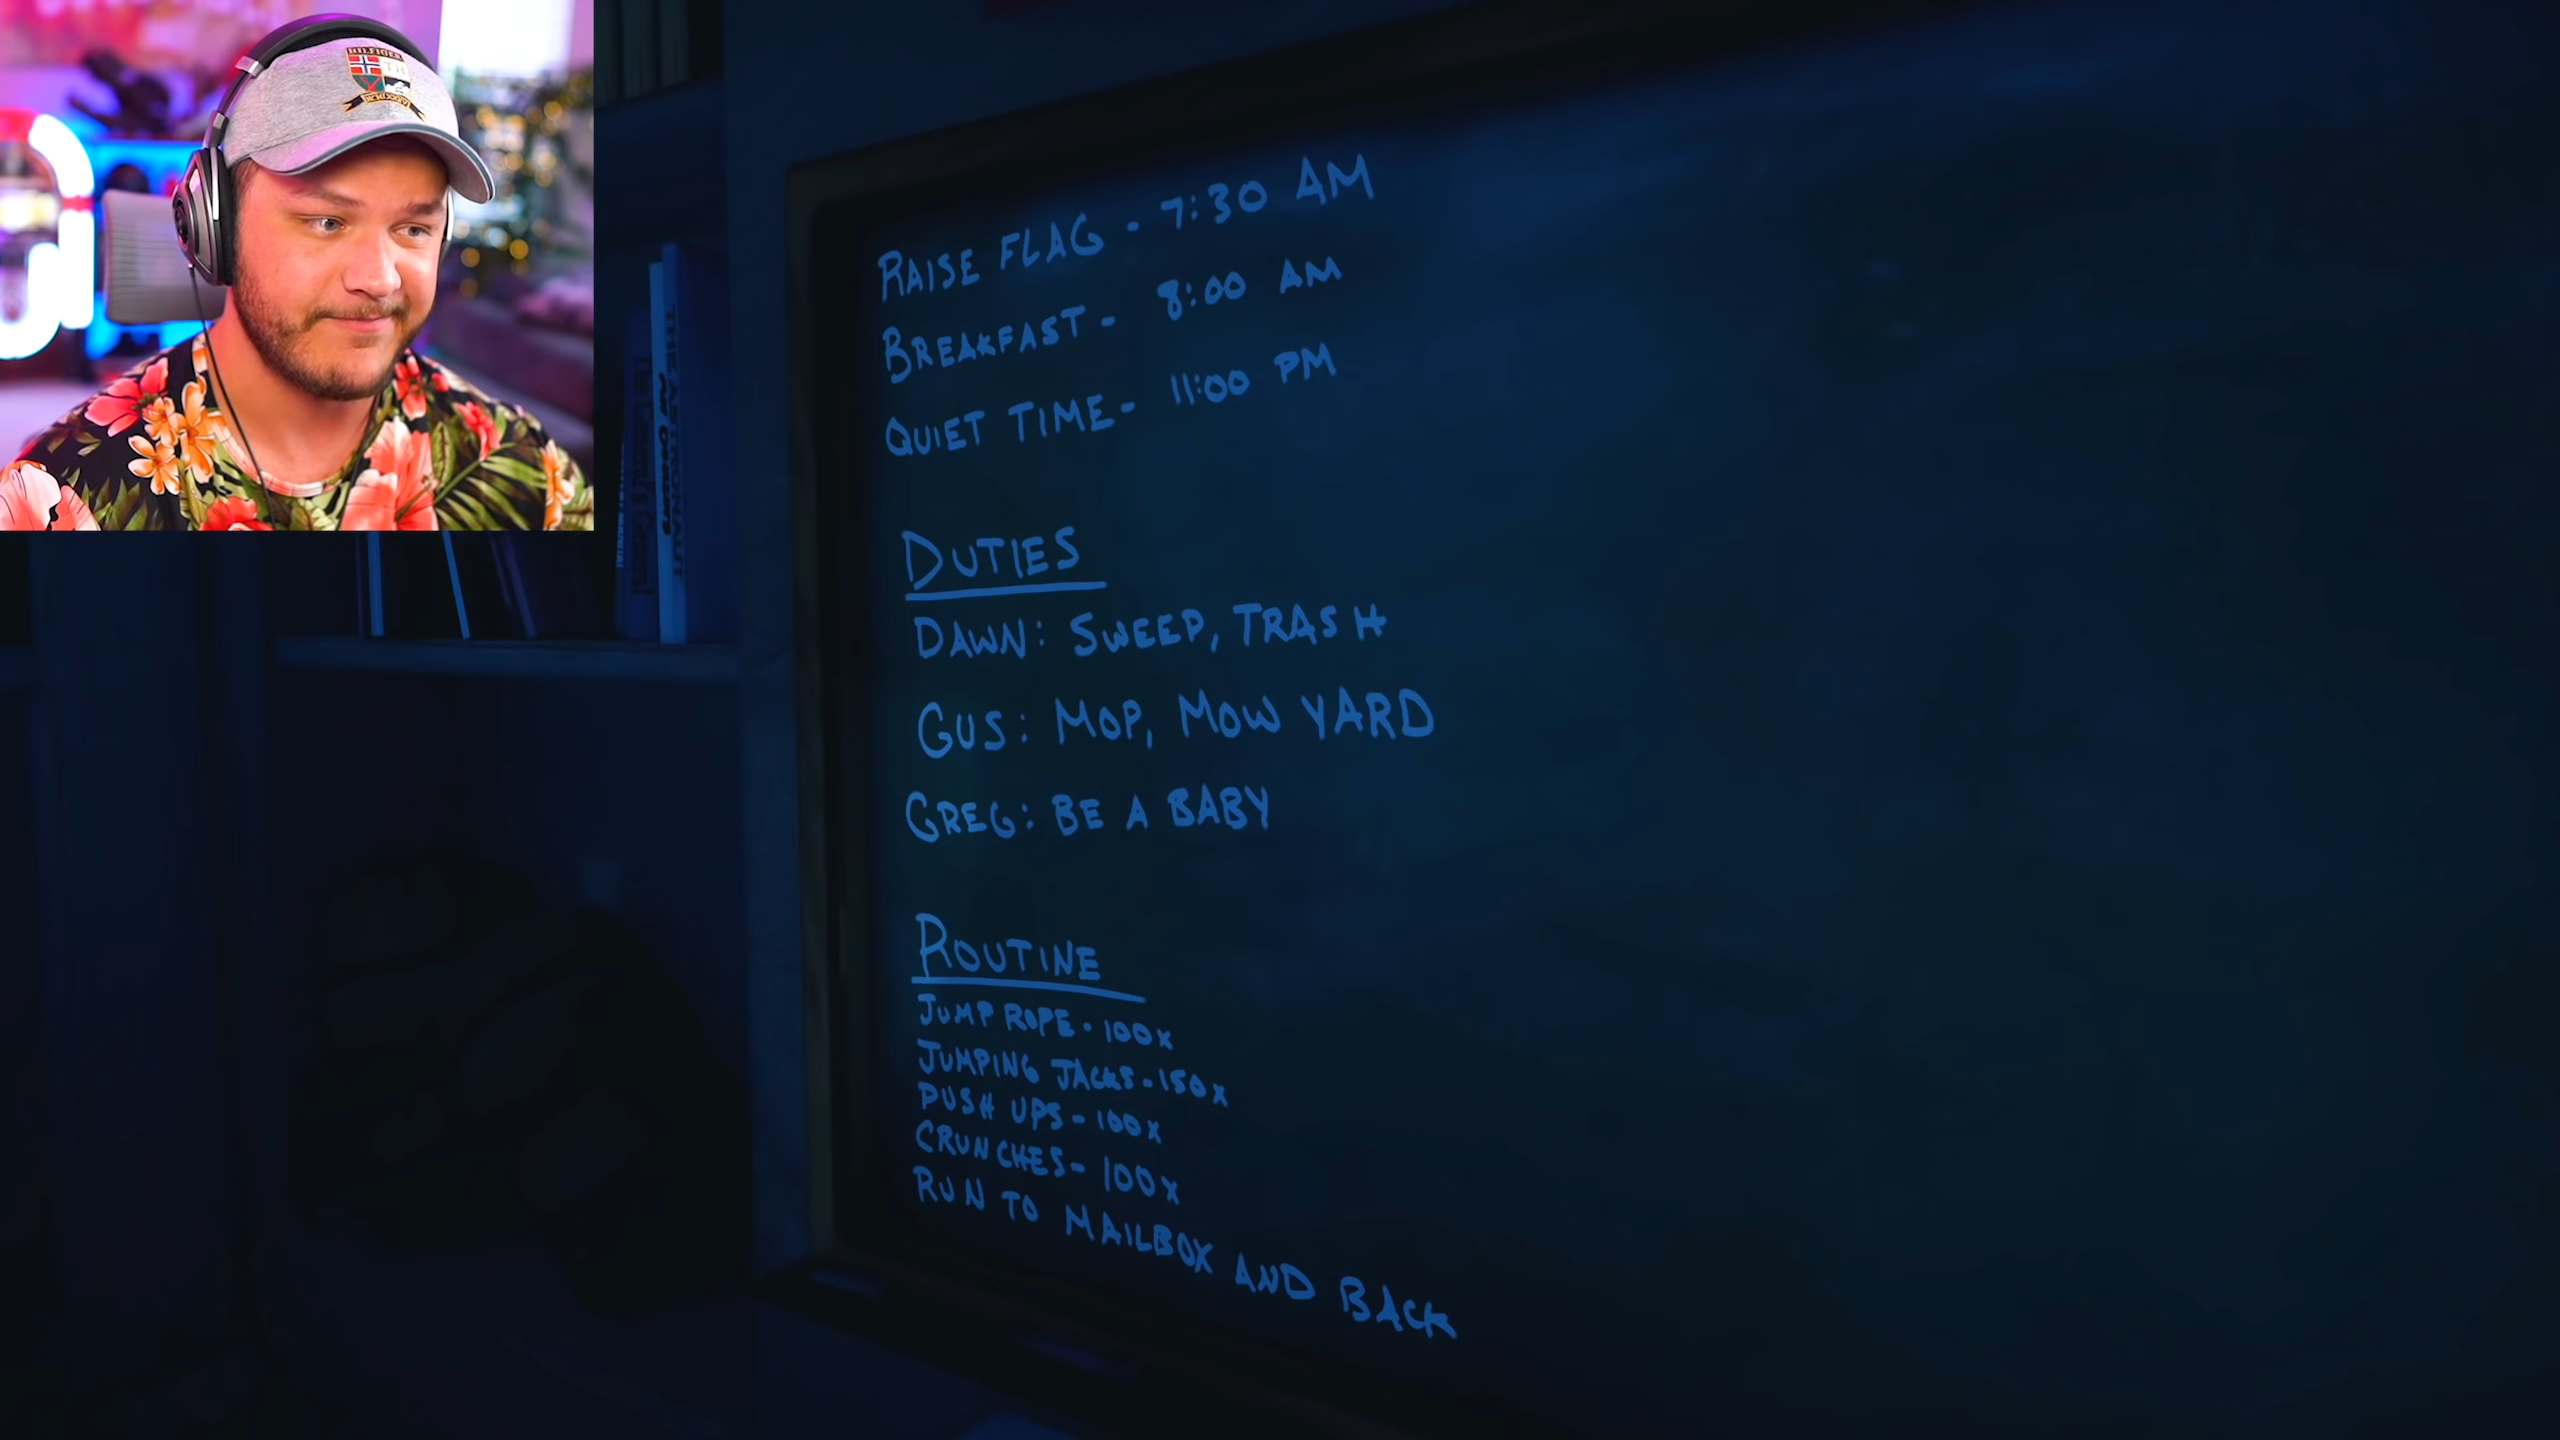 HILFIGER
RAISE FLAG - 7:30 AM
BREAKFAST - 8:00 AM
QUIET TIME - 11:00 PM
DUTIES
DAWN: SWEEP, TRASH
GUS: MOP, MOW YARD
GREG: BE A BABY
ROUTINE
JUMP ROPE - 100X
JUMPING JACKS - 150X
PUSH UPS - 100X
CRUNCHES - 100X
RUN TO MAILBOX AND BACK